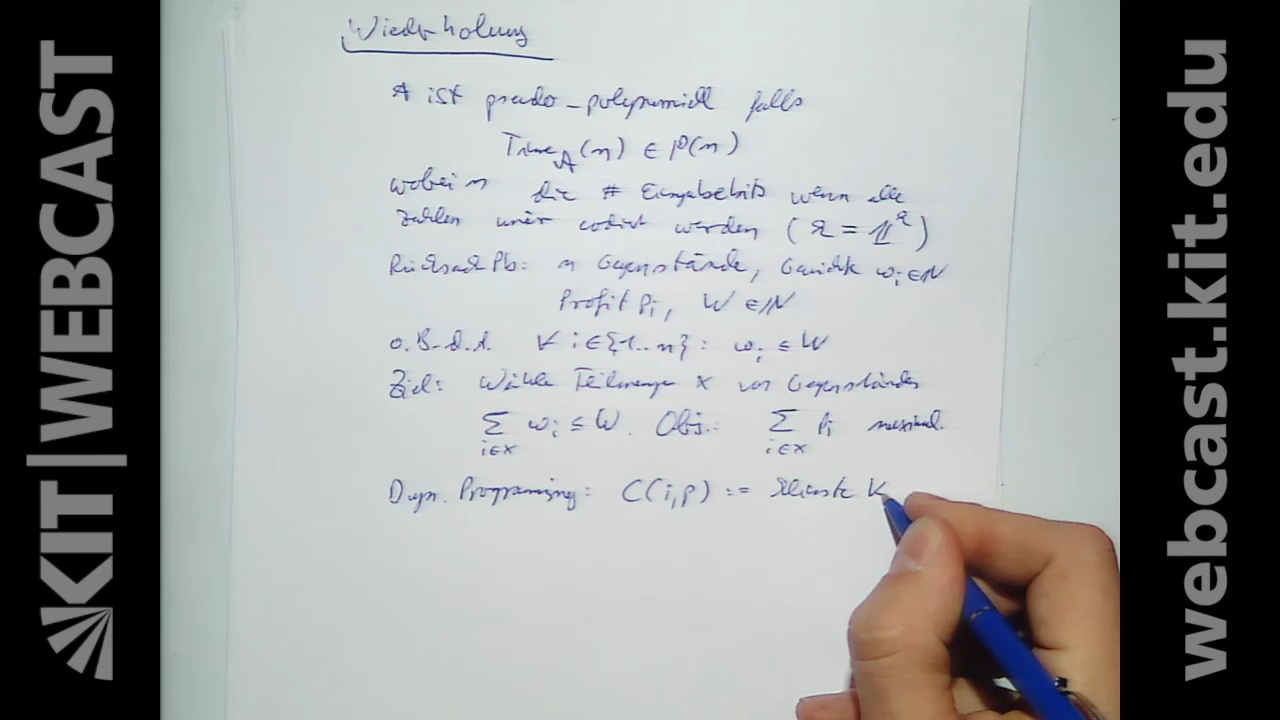 KIT | WEBCAST
Wiederholung
A ist pseudo-polynomiell falls
Time_A(n) ∈ P(n)
wobei n die # Eingabebits wenn alle
Zahlen unär codiert werden (k = 1^k)
Rucksack Pb: n Gegenstände, Gewicht w_i ∈ N
Profit p_i, W ∈ N
o.B.d.A. ∀ i ∈ {1..n}: w_i ≤ W
Ziel: Wähle Teilmenge X von Gegenständen
∑_{i∈X} w_i ≤ W. Obj.: ∑_{i∈X} p_i maximal.
Dyn. Programming: C(i,p) := kleinste K
webcast.kit.edu